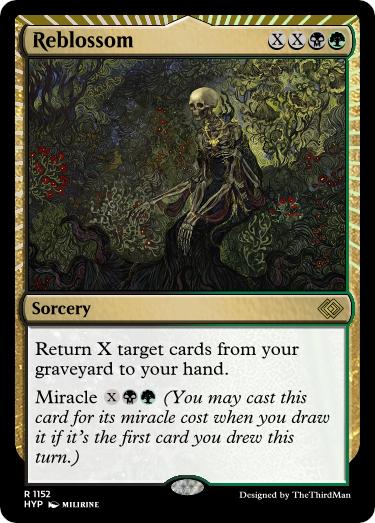 Reblossom XX
Sorcery
Return X target cards from your
graveyard to your hand.
Miracle X (You may cast this
card for its miracle cost when you draw
it if it's the first card you drew this
turn.)
R 1152
HYP MILIRINE
Designed by TheThirdMan